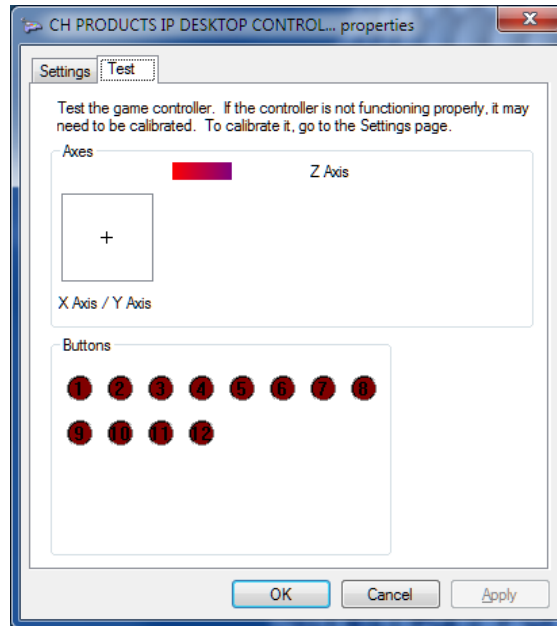 CH PRODUCTS IP DESKTOP CONTROL... properties
Settings
Test
Test the game controller. If the controller is not functioning properly, it may
need to be calibrated. To calibrate it, go to the Settings page.
Axes
Z Axis
X Axis / Y Axis
Buttons
1 2 3 4 5 6 7 8
9 10 11 12
OK Cancel Apply